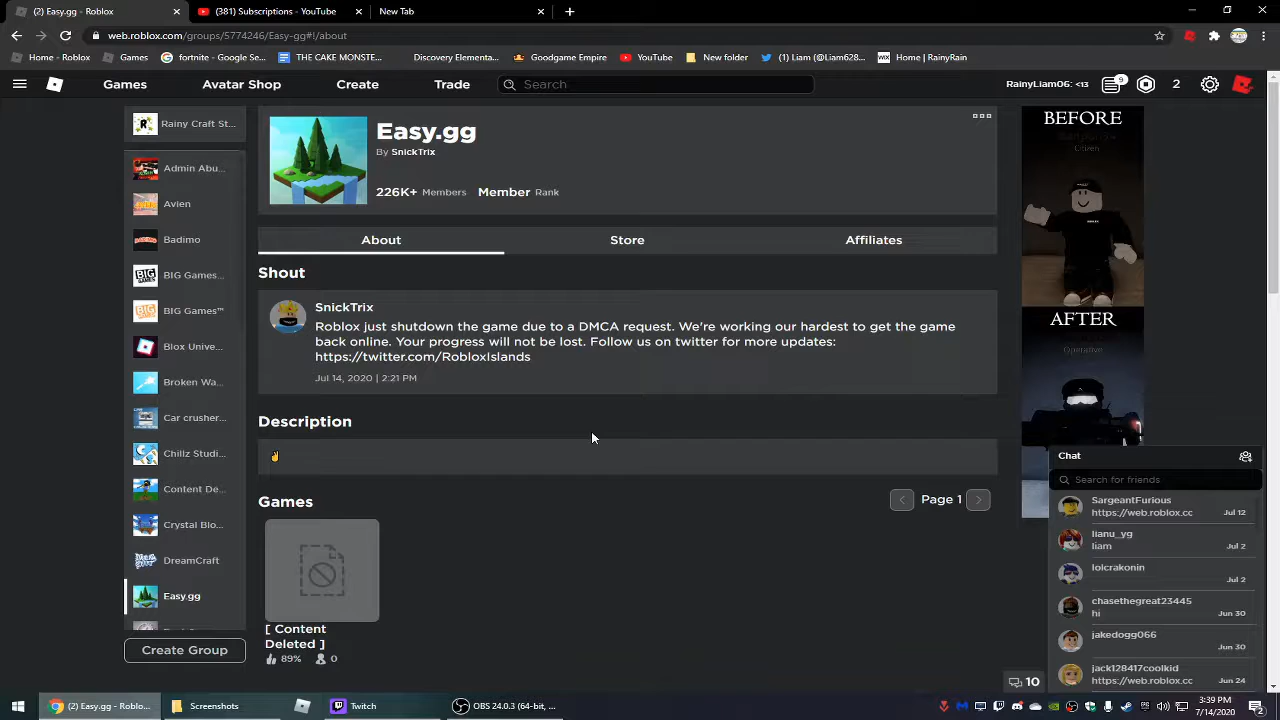 (2) Easy.gg - Roblox
(381) Subscriptions - YouTube
New Tab
web.roblox.com/groups/5774246/Easy-gg#!/about
Home - Roblox
Games
fortnite - Google S...
THE CAKE MONSTE...
Discovery Elementa...
Goodgame Empire
YouTube
New folder
(1) Liam (@Liam628...
Home | RainyRain
Games
Avatar Shop
Create
Trade
Search
RainyLiam06: <13
9
2
Rainy Craft St...
Admin Abu...
Avien
Badimo
BIG Games...
BIG Games™
Blox Unive...
Broken Wa...
Car crusher...
Chillz Studi...
Content De...
Crystal Blo...
DreamCraft
Easy.gg
Create Group
Easy.gg
By SnickTrix
226K+ Members Member Rank
About
Store
Affiliates
Shout
SnickTrix
Roblox just shutdown the game due to a DMCA request. We're working our hardest to get the game
back online. Your progress will not be lost. Follow us on twitter for more updates:
https://twitter.com/RobloxIslands
Jul 14, 2020 | 2:21 PM
Description
✌
Games
Page 1
[ Content
Deleted ]
89% 0
BEFORE
Citizen
AFTER
Operative
Chat
Search for friends
SargeantFurious
https://web.roblox.cc Jul 12
lianu_yg
liam Jul 2
lolcrakonin
Jul 2
chasethegreat23445
hi Jun 30
jakedogg066
Jun 30
jack128417coolkid
https://web.roblox.cc Jun 24
10
(2) Easy.gg - Roblo...
Screenshots
Twitch
OBS 24.0.3 (64-bit, ...
3:39 PM
7/14/2020
2